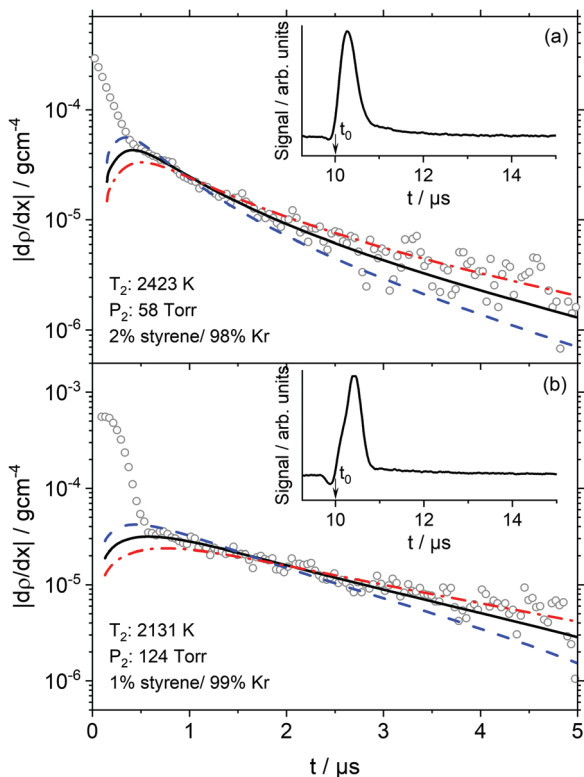 (a)
Signal / arb. units
t₀
10 12 14
t / µs
10⁻⁴
10⁻⁵
10⁻⁶
|dρ/dx| / gcm⁻⁴
T₂: 2423 K
P₂: 58 Torr
2% styrene/ 98% Kr
(b)
Signal / arb. units
t₀
10 12 14
t / µs
10⁻³
10⁻⁴
10⁻⁵
10⁻⁶
|dρ/dx| / gcm⁻⁴
T₂: 2131 K
P₂: 124 Torr
1% styrene/ 99% Kr
0 1 2 3 4 5
t / µs